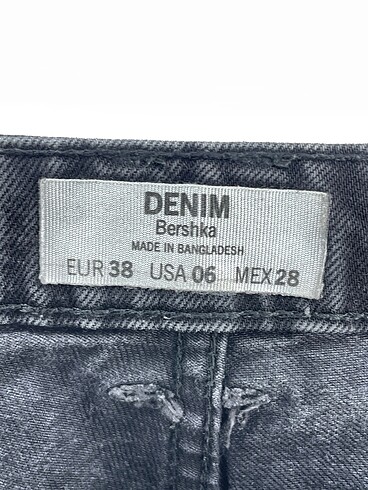 DENIM
Bershka
MADE IN BANGLADESH
EUR 38 USA 06 MEX 28